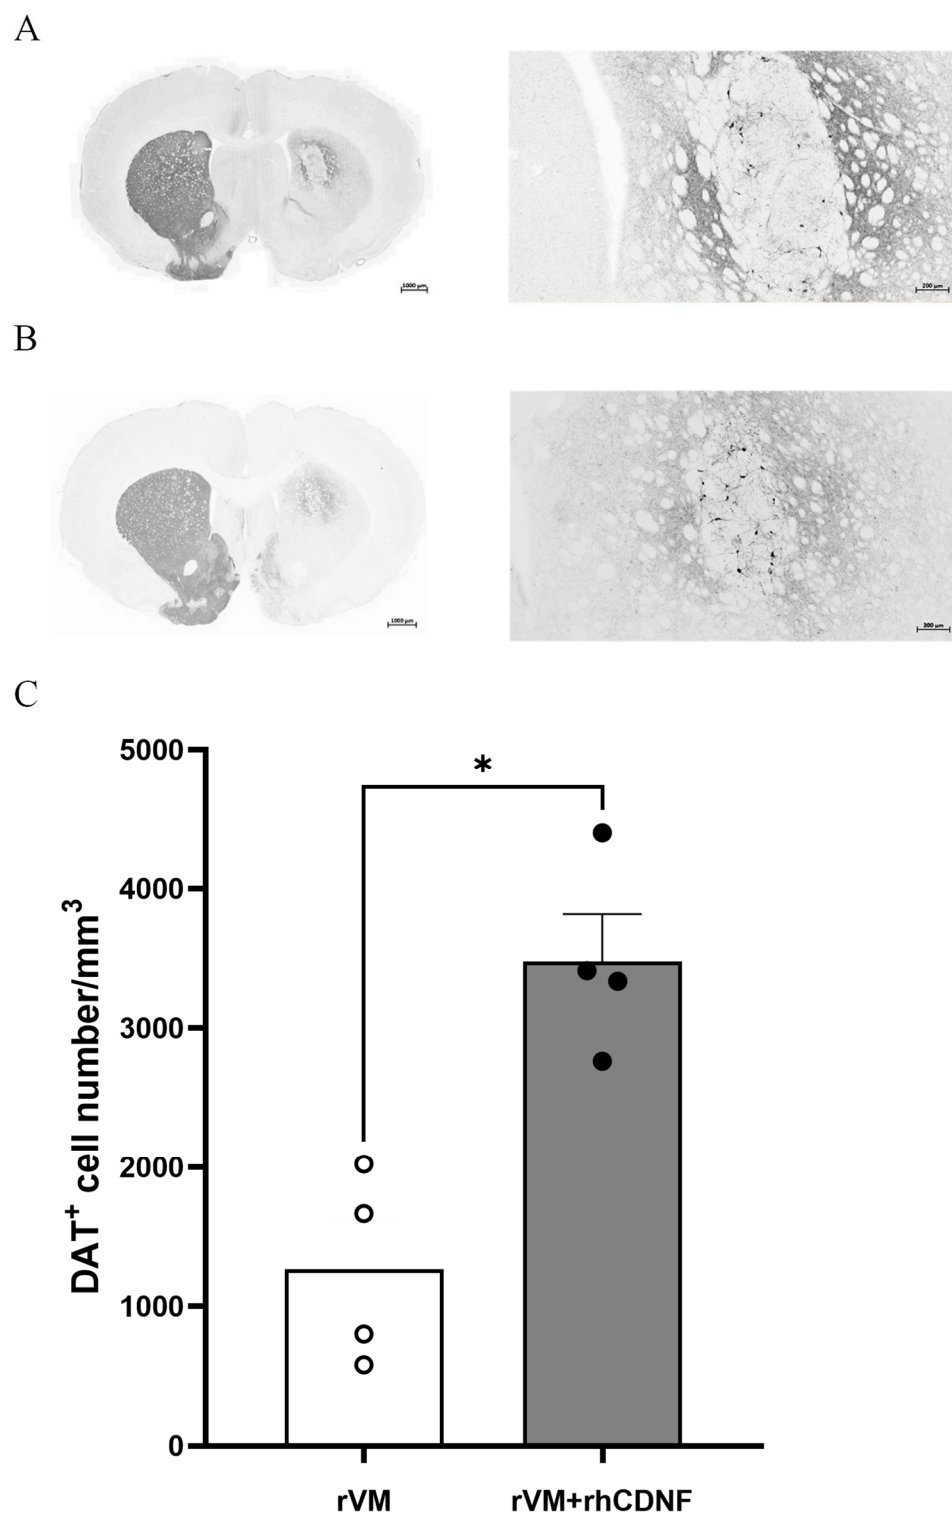 A
1000 µm
200 µm
B
1000 µm
200 µm
C
5000
*
4000
3000
2000
1000
0
DAT+ cell number/mm3
rVM
rVM+rhCDNF